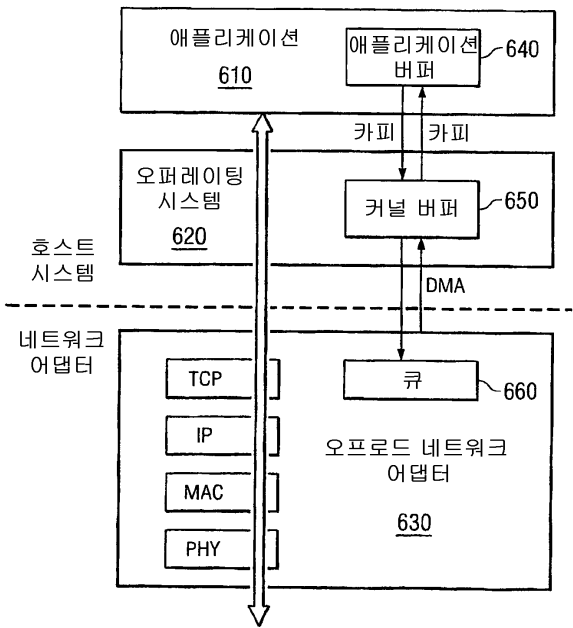 애플리케이션
610
애플리케이션
버퍼
640
카피
카피
오퍼레이팅
시스템
620
커널 버퍼
650
호스트
시스템
DMA
네트워크
어댑터
TCP
큐
660
IP
오프로드 네트워크
어댑터
MAC
630
PHY